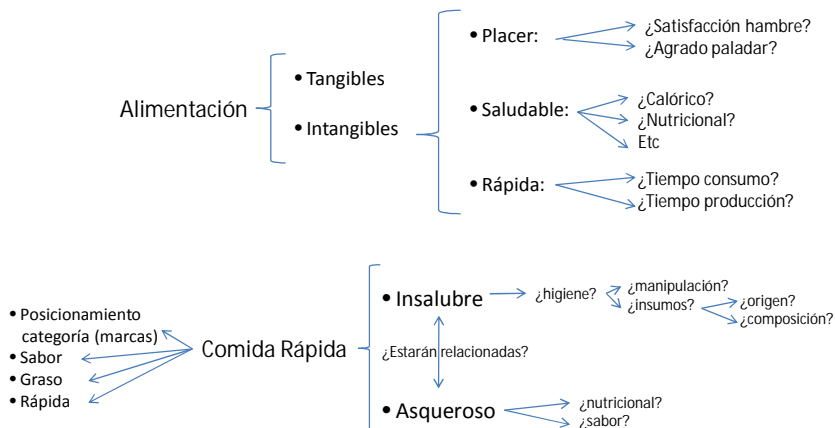 Alimentación
• Tangibles
• Intangibles
• Placer:
¿Satisfacción hambre?
¿Agrado paladar?
• Saludable:
¿Calórico?
¿Nutricional?
Etc
• Rápida:
¿Tiempo consumo?
¿Tiempo producción?
• Posicionamiento
categoría (marcas)
• Sabor
• Graso
• Rápida
Comida Rápida
• Insalubre
¿higiene?
¿manipulación?
¿insumos?
¿origen?
¿composición?
¿Estarán relacionadas?
• Asqueroso
¿nutricional?
¿sabor?